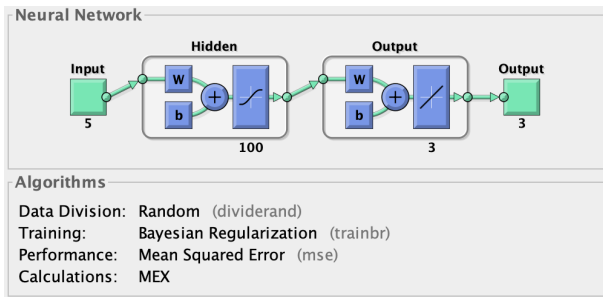 Neural Network
Hidden
Output
Input
Output
W
W
b
b
5
3
100
3
Algorithms
Data Division: Random (dividerand)
Training: Bayesian Regularization (trainbr)
Performance: Mean Squared Error (mse)
Calculations: MEX